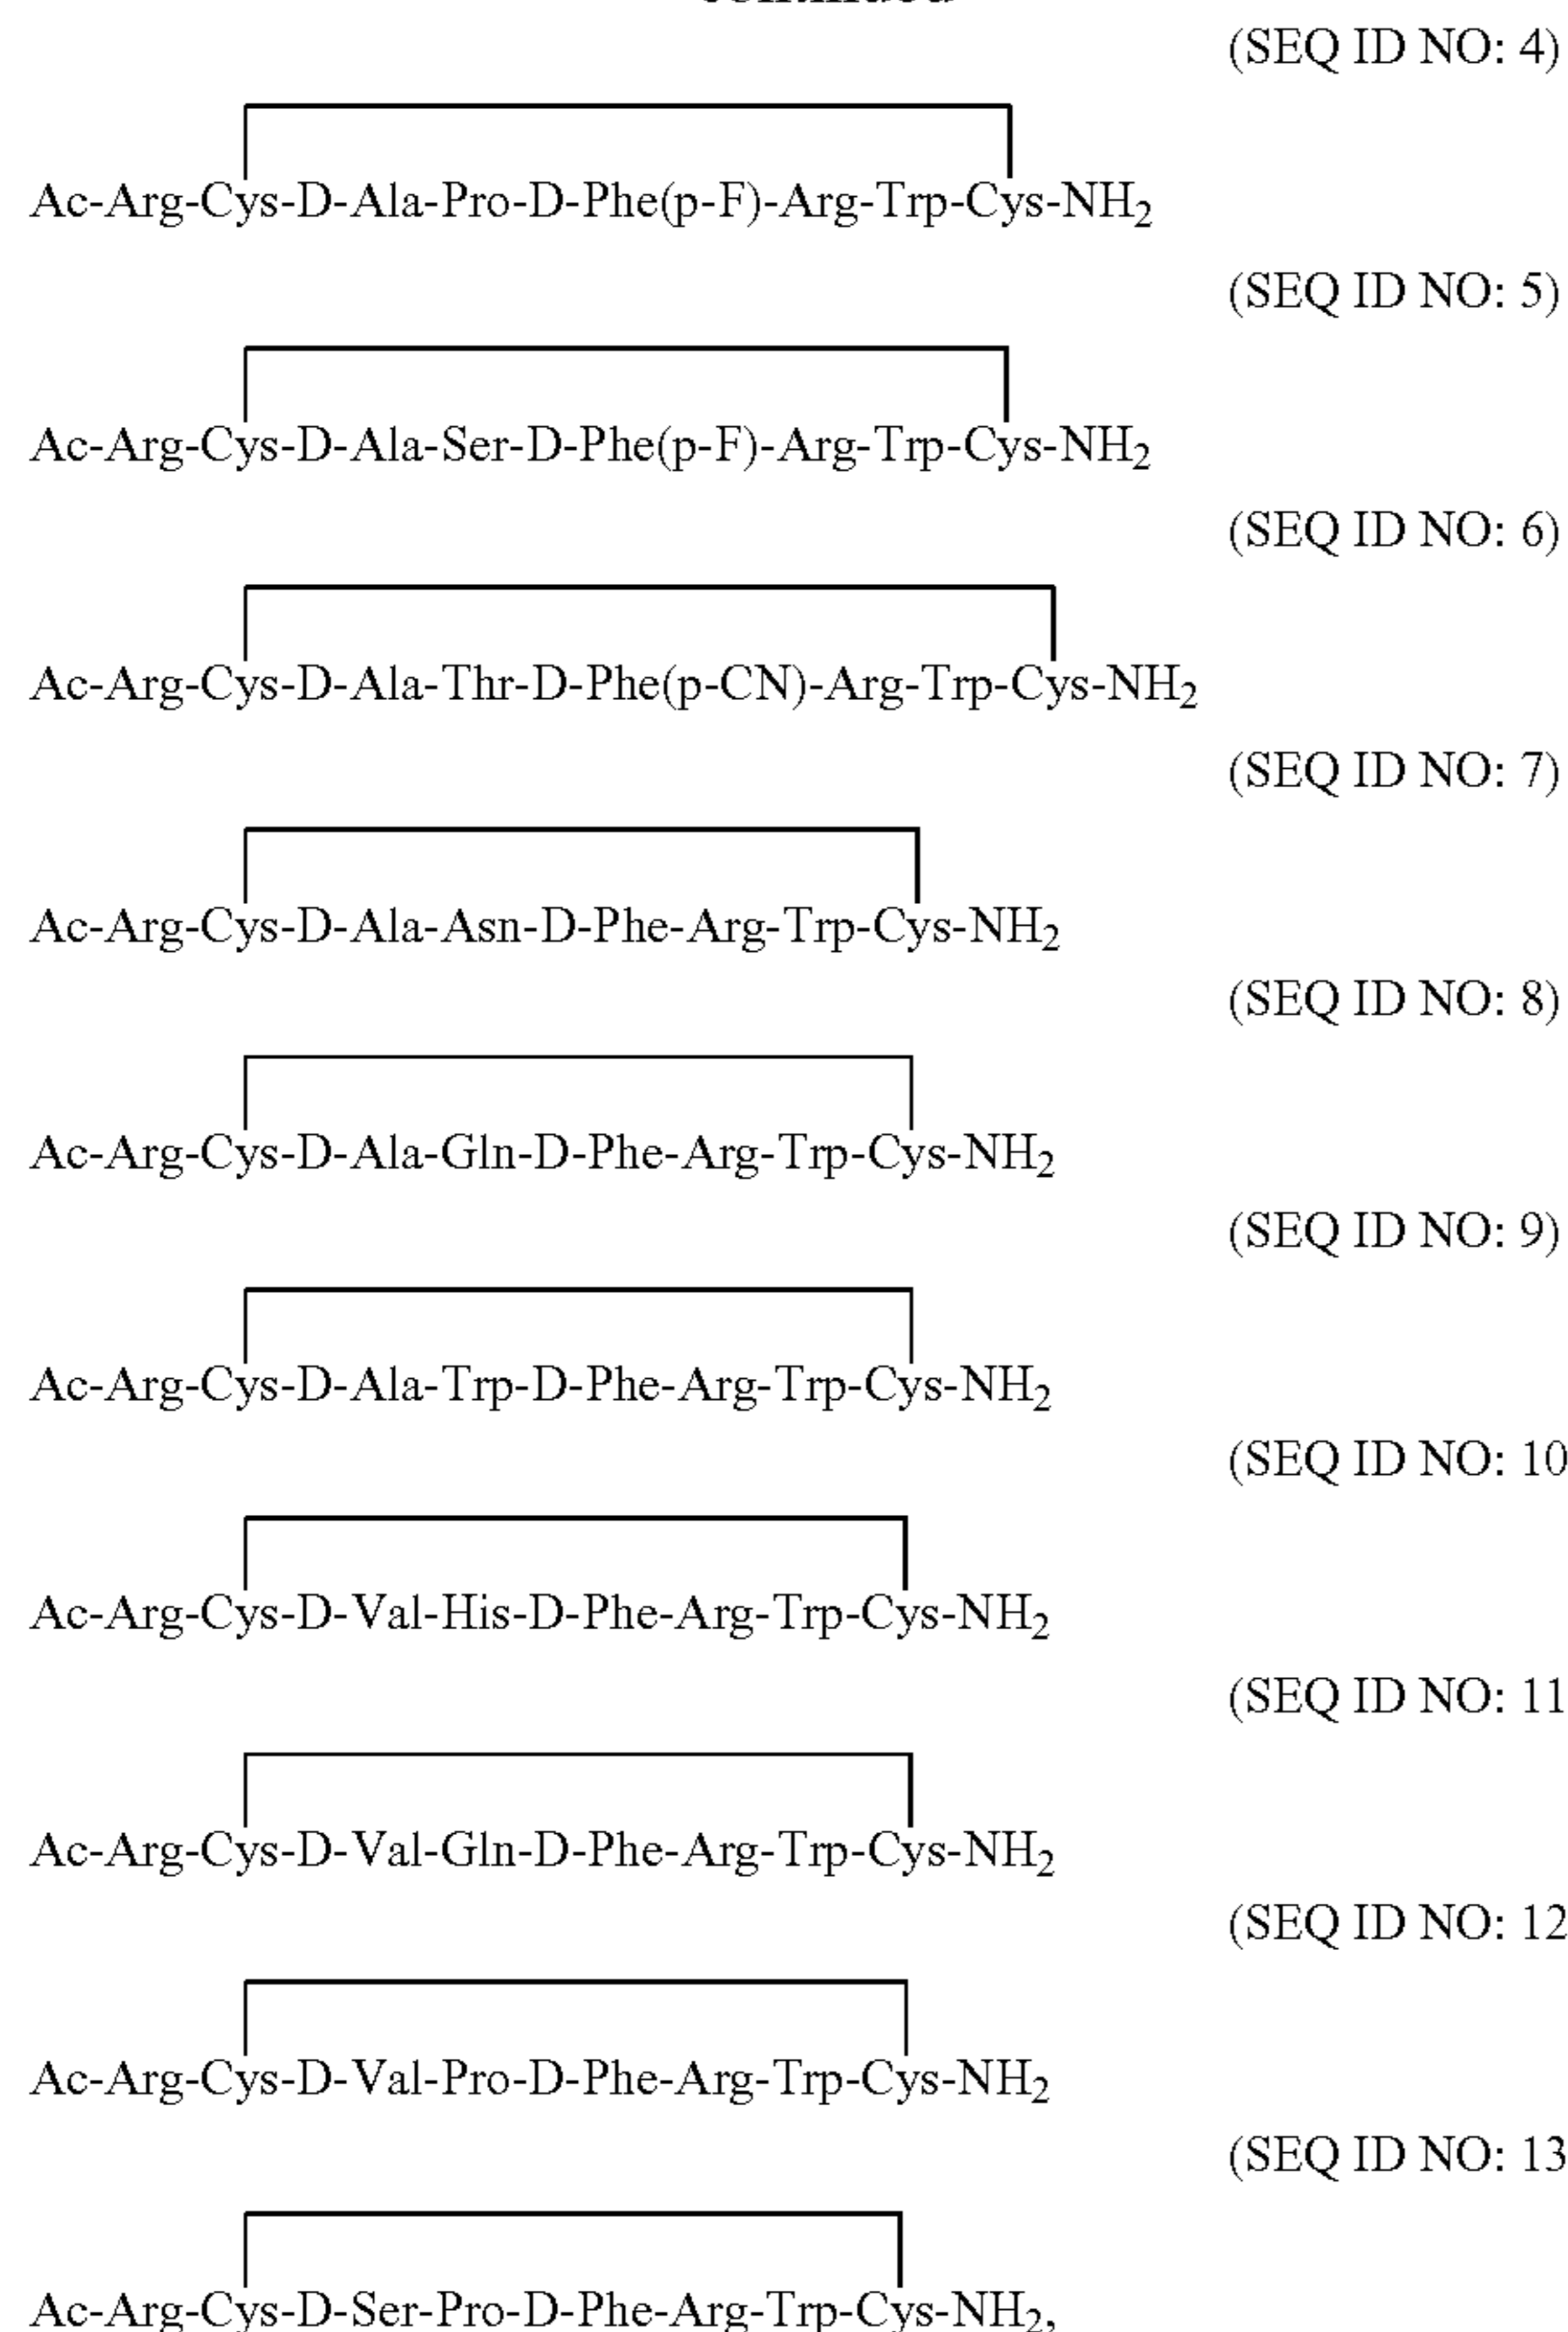 (SEQ ID NO: 4)
Ac-Arg-Cys-D-Ala-Pro-D-Phe(p-F)-Arg-Trp-Cys-NH2
(SEQ ID NO: 5)
Ac-Arg-Cys-D-Ala-Ser-D-Phe(p-F)-Arg-Trp-Cys-NH2
(SEQ ID NO: 6)
Ac-Arg-Cys-D-Ala-Thr-D-Phe(p-CN)-Arg-Trp-Cys-NH2
(SEQ ID NO: 7)
Ac-Arg-Cys-D-Ala-Asn-D-Phe-Arg-Trp-Cys-NH2
(SEQ ID NO: 8)
Ac-Arg-Cys-D-Ala-Gln-D-Phe-Arg-Trp-Cys-NH2
(SEQ ID NO: 9)
Ac-Arg-Cys-D-Ala-Trp-D-Phe-Arg-Trp-Cys-NH2
(SEQ ID NO: 10
Ac-Arg-Cys-D-Val-His-D-Phe-Arg-Trp-Cys-NH2
(SEQ ID NO: 11
Ac-Arg-Cys-D-Val-Gln-D-Phe-Arg-Trp-Cys-NH2
(SEQ ID NO: 12
Ac-Arg-Cys-D-Val-Pro-D-Phe-Arg-Trp-Cys-NH2
(SEQ ID NO: 13
Ac-Arg-Cys-D-Ser-Pro-D-Phe-Arg-Trp-Cys-NH2,